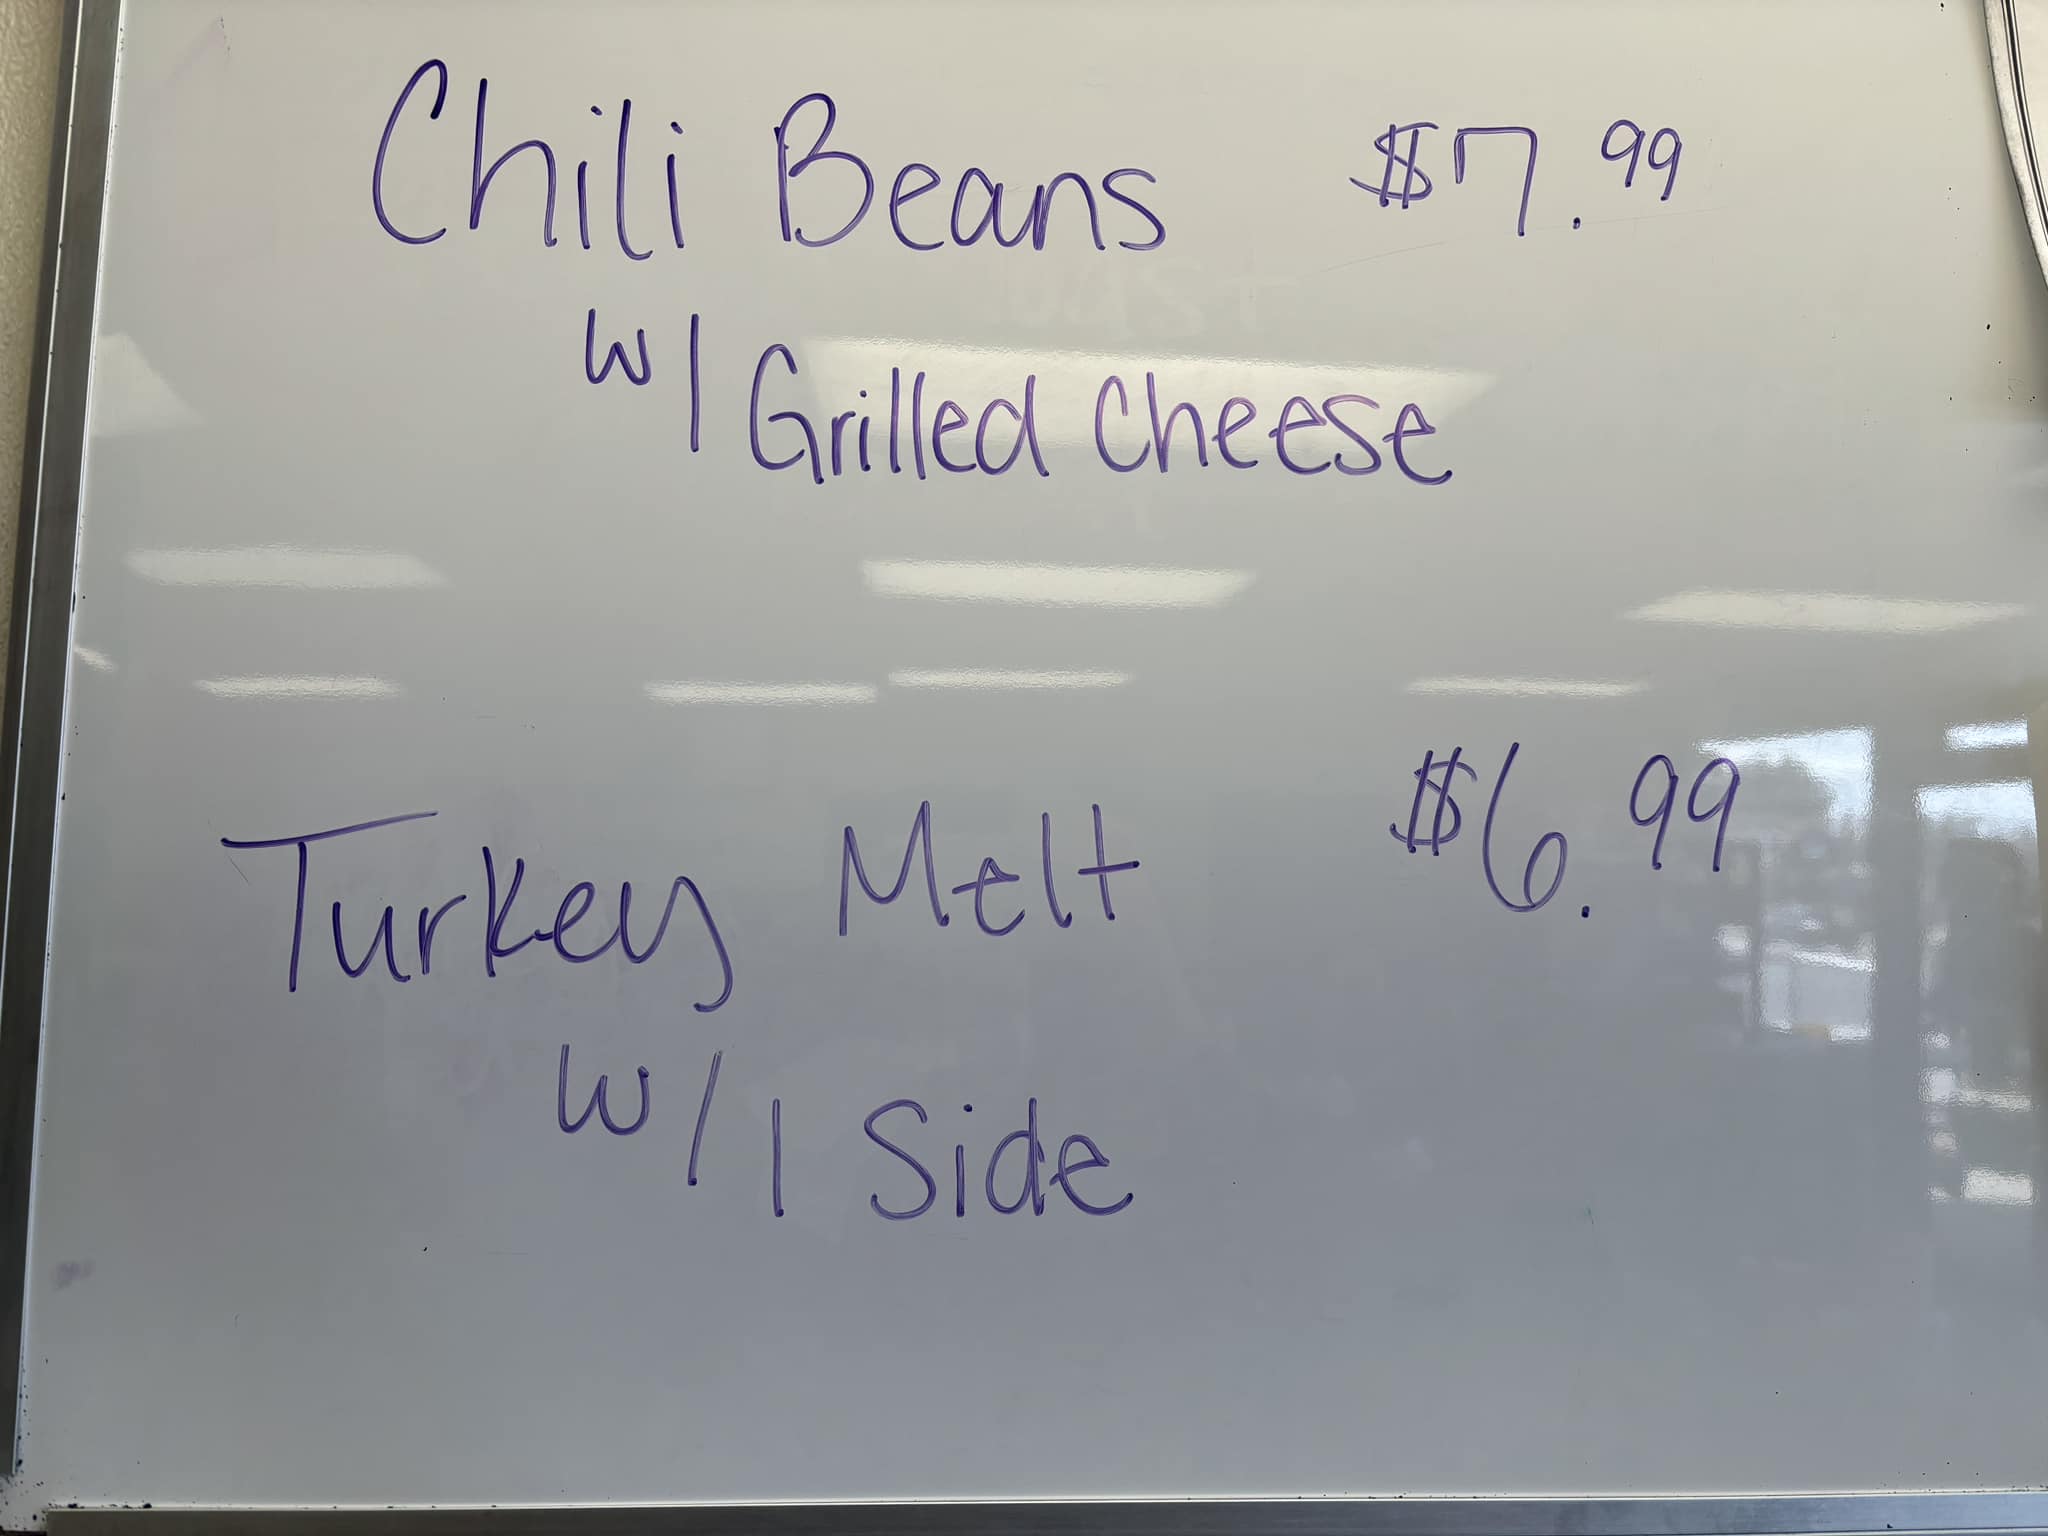 Chili Beans $7.99
w/ Grilled Cheese
Turkey Melt $6.99
w/ 1 Side